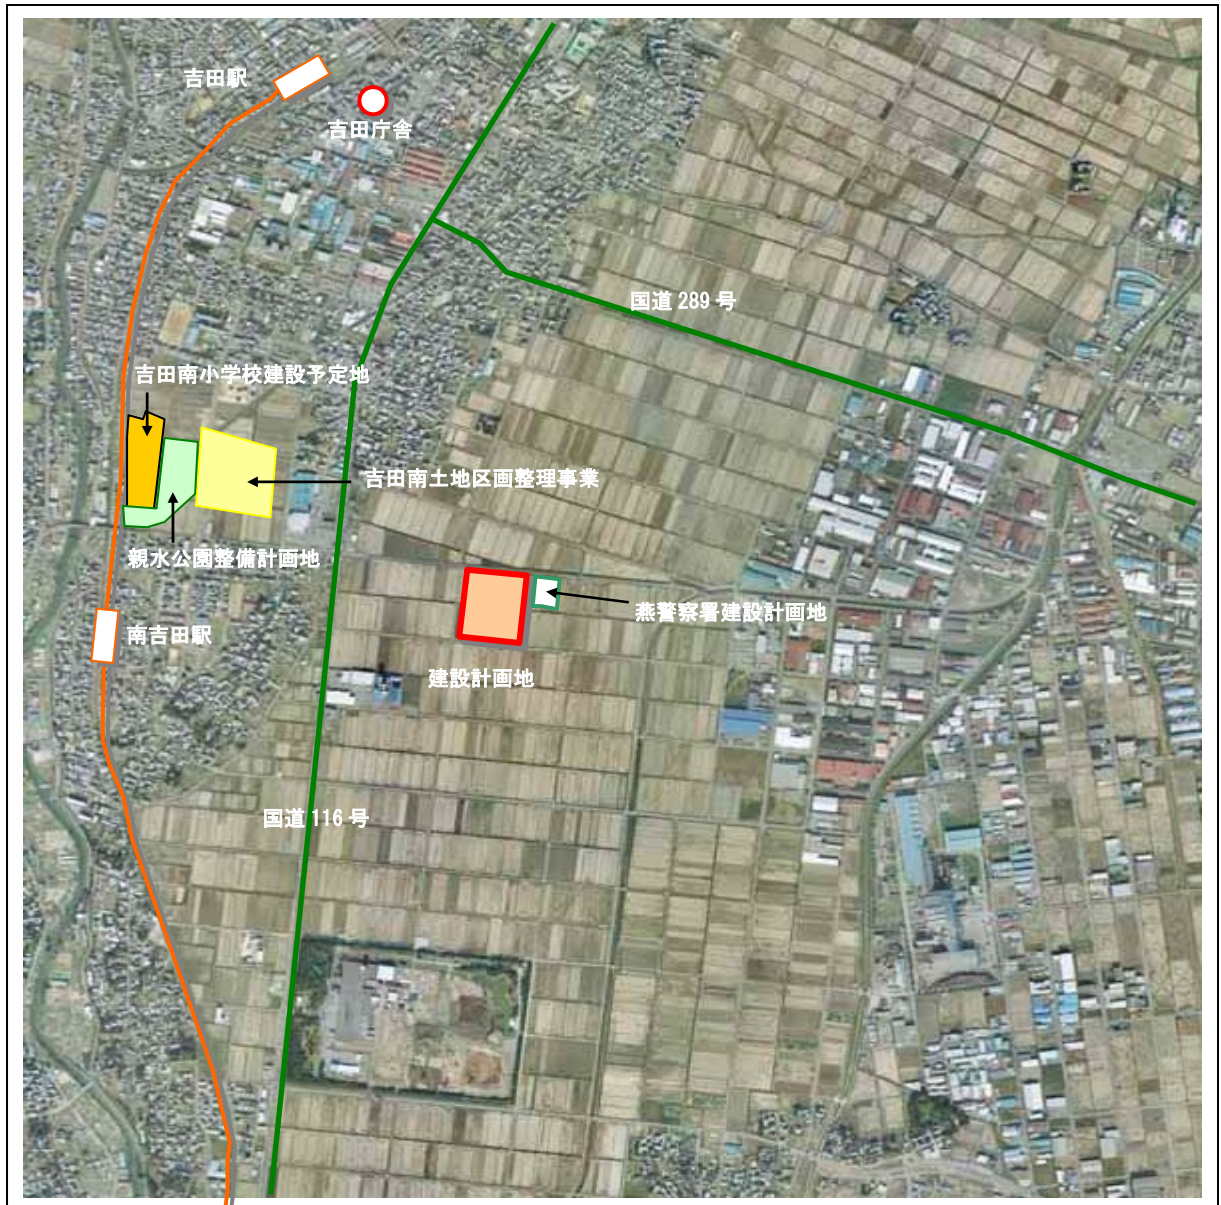 吉田駅
吉田庁舎
国道 289 号
吉田南小学校建設予定地
吉田南土地区画整理事業
親水公園整備計画地
燕警察署建設計画地
南吉田駅
建設計画地
国道 116 号